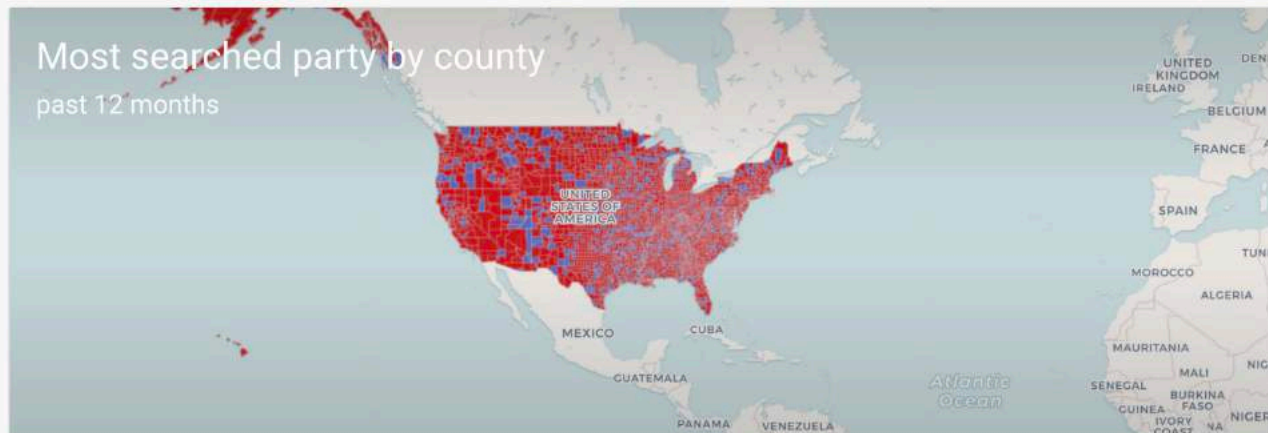 Most searched party by county
past 12 months
UNITED
KINGDOM
IRELAND
BELGIUM
FRANCE
SPAIN
UNITED
STATES OF
AMERICA
MOROCCO
ALGERIA
MEXICO
CUBA
MAURITANIA
MALI
GUATEMALA
Atlantic
Ocean
SENEGAL
BURKINA
FASO
GUINEA
IVORY
COAST
NIGER
PANAMA
VENEZUELA